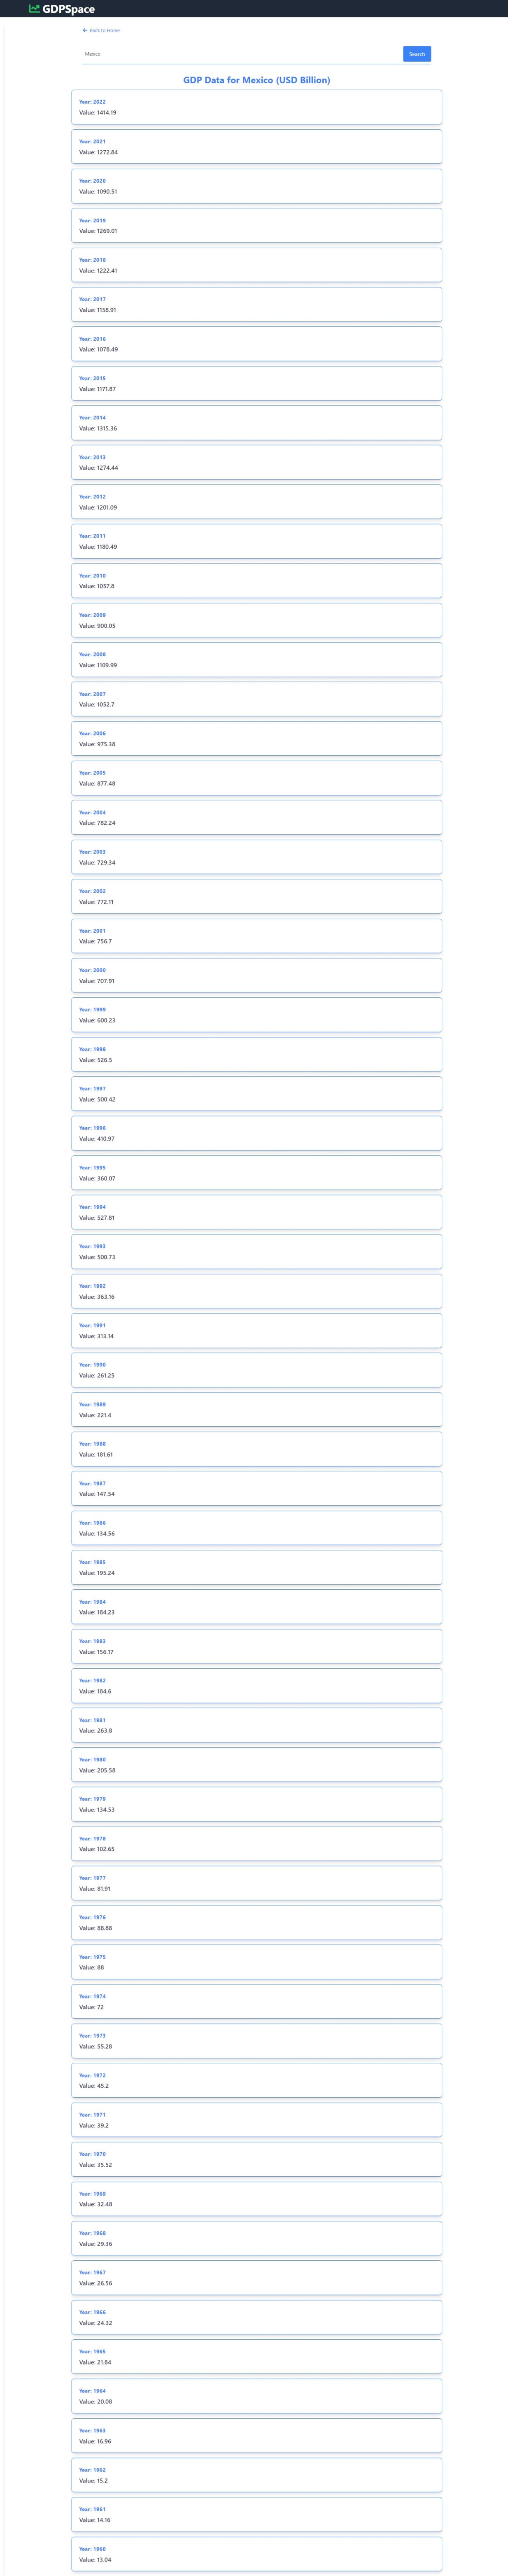 GDPSpace
Back to Home
Mexico
Search
GDP Data for Mexico (USD Billion)
Year: 2022
Value: 1414.19
Year: 2021
Value: 1272.84
Year: 2020
Value: 1090.51
Year: 2019
Value: 1269.01
Year: 2018
Value: 1222.41
Year: 2017
Value: 1158.91
Year: 2016
Value: 1078.49
Year: 2015
Value: 1171.87
Year: 2014
Value: 1315.36
Year: 2013
Value: 1274.44
Year: 2012
Value: 1201.09
Year: 2011
Value: 1180.49
Year: 2010
Value: 1057.8
Year: 2009
Value: 900.05
Year: 2008
Value: 1109.99
Year: 2007
Value: 1052.7
Year: 2006
Value: 975.38
Year: 2005
Value: 877.48
Year: 2004
Value: 782.24
Year: 2003
Value: 729.34
Year: 2002
Value: 772.11
Year: 2001
Value: 756.7
Year: 2000
Value: 707.91
Year: 1999
Value: 600.23
Year: 1998
Value: 526.5
Year: 1997
Value: 500.42
Year: 1996
Value: 410.97
Year: 1995
Value: 360.07
Year: 1994
Value: 527.81
Year: 1993
Value: 500.73
Year: 1992
Value: 363.16
Year: 1991
Value: 313.14
Year: 1990
Value: 261.25
Year: 1989
Value: 221.4
Year: 1988
Value: 181.61
Year: 1987
Value: 147.54
Year: 1986
Value: 134.56
Year: 1985
Value: 195.24
Year: 1984
Value: 184.23
Year: 1983
Value: 156.17
Year: 1982
Value: 184.6
Year: 1981
Value: 263.8
Year: 1980
Value: 205.58
Year: 1979
Value: 134.53
Year: 1978
Value: 102.65
Year: 1977
Value: 81.91
Year: 1976
Value: 88.88
Year: 1975
Value: 88
Year: 1974
Value: 72
Year: 1973
Value: 55.28
Year: 1972
Value: 45.2
Year: 1971
Value: 39.2
Year: 1970
Value: 35.52
Year: 1969
Value: 32.48
Year: 1968
Value: 29.36
Year: 1967
Value: 26.56
Year: 1966
Value: 24.32
Year: 1965
Value: 21.84
Year: 1964
Value: 20.08
Year: 1963
Value: 16.96
Year: 1962
Value: 15.2
Year: 1961
Value: 14.16
Year: 1960
Value: 13.04